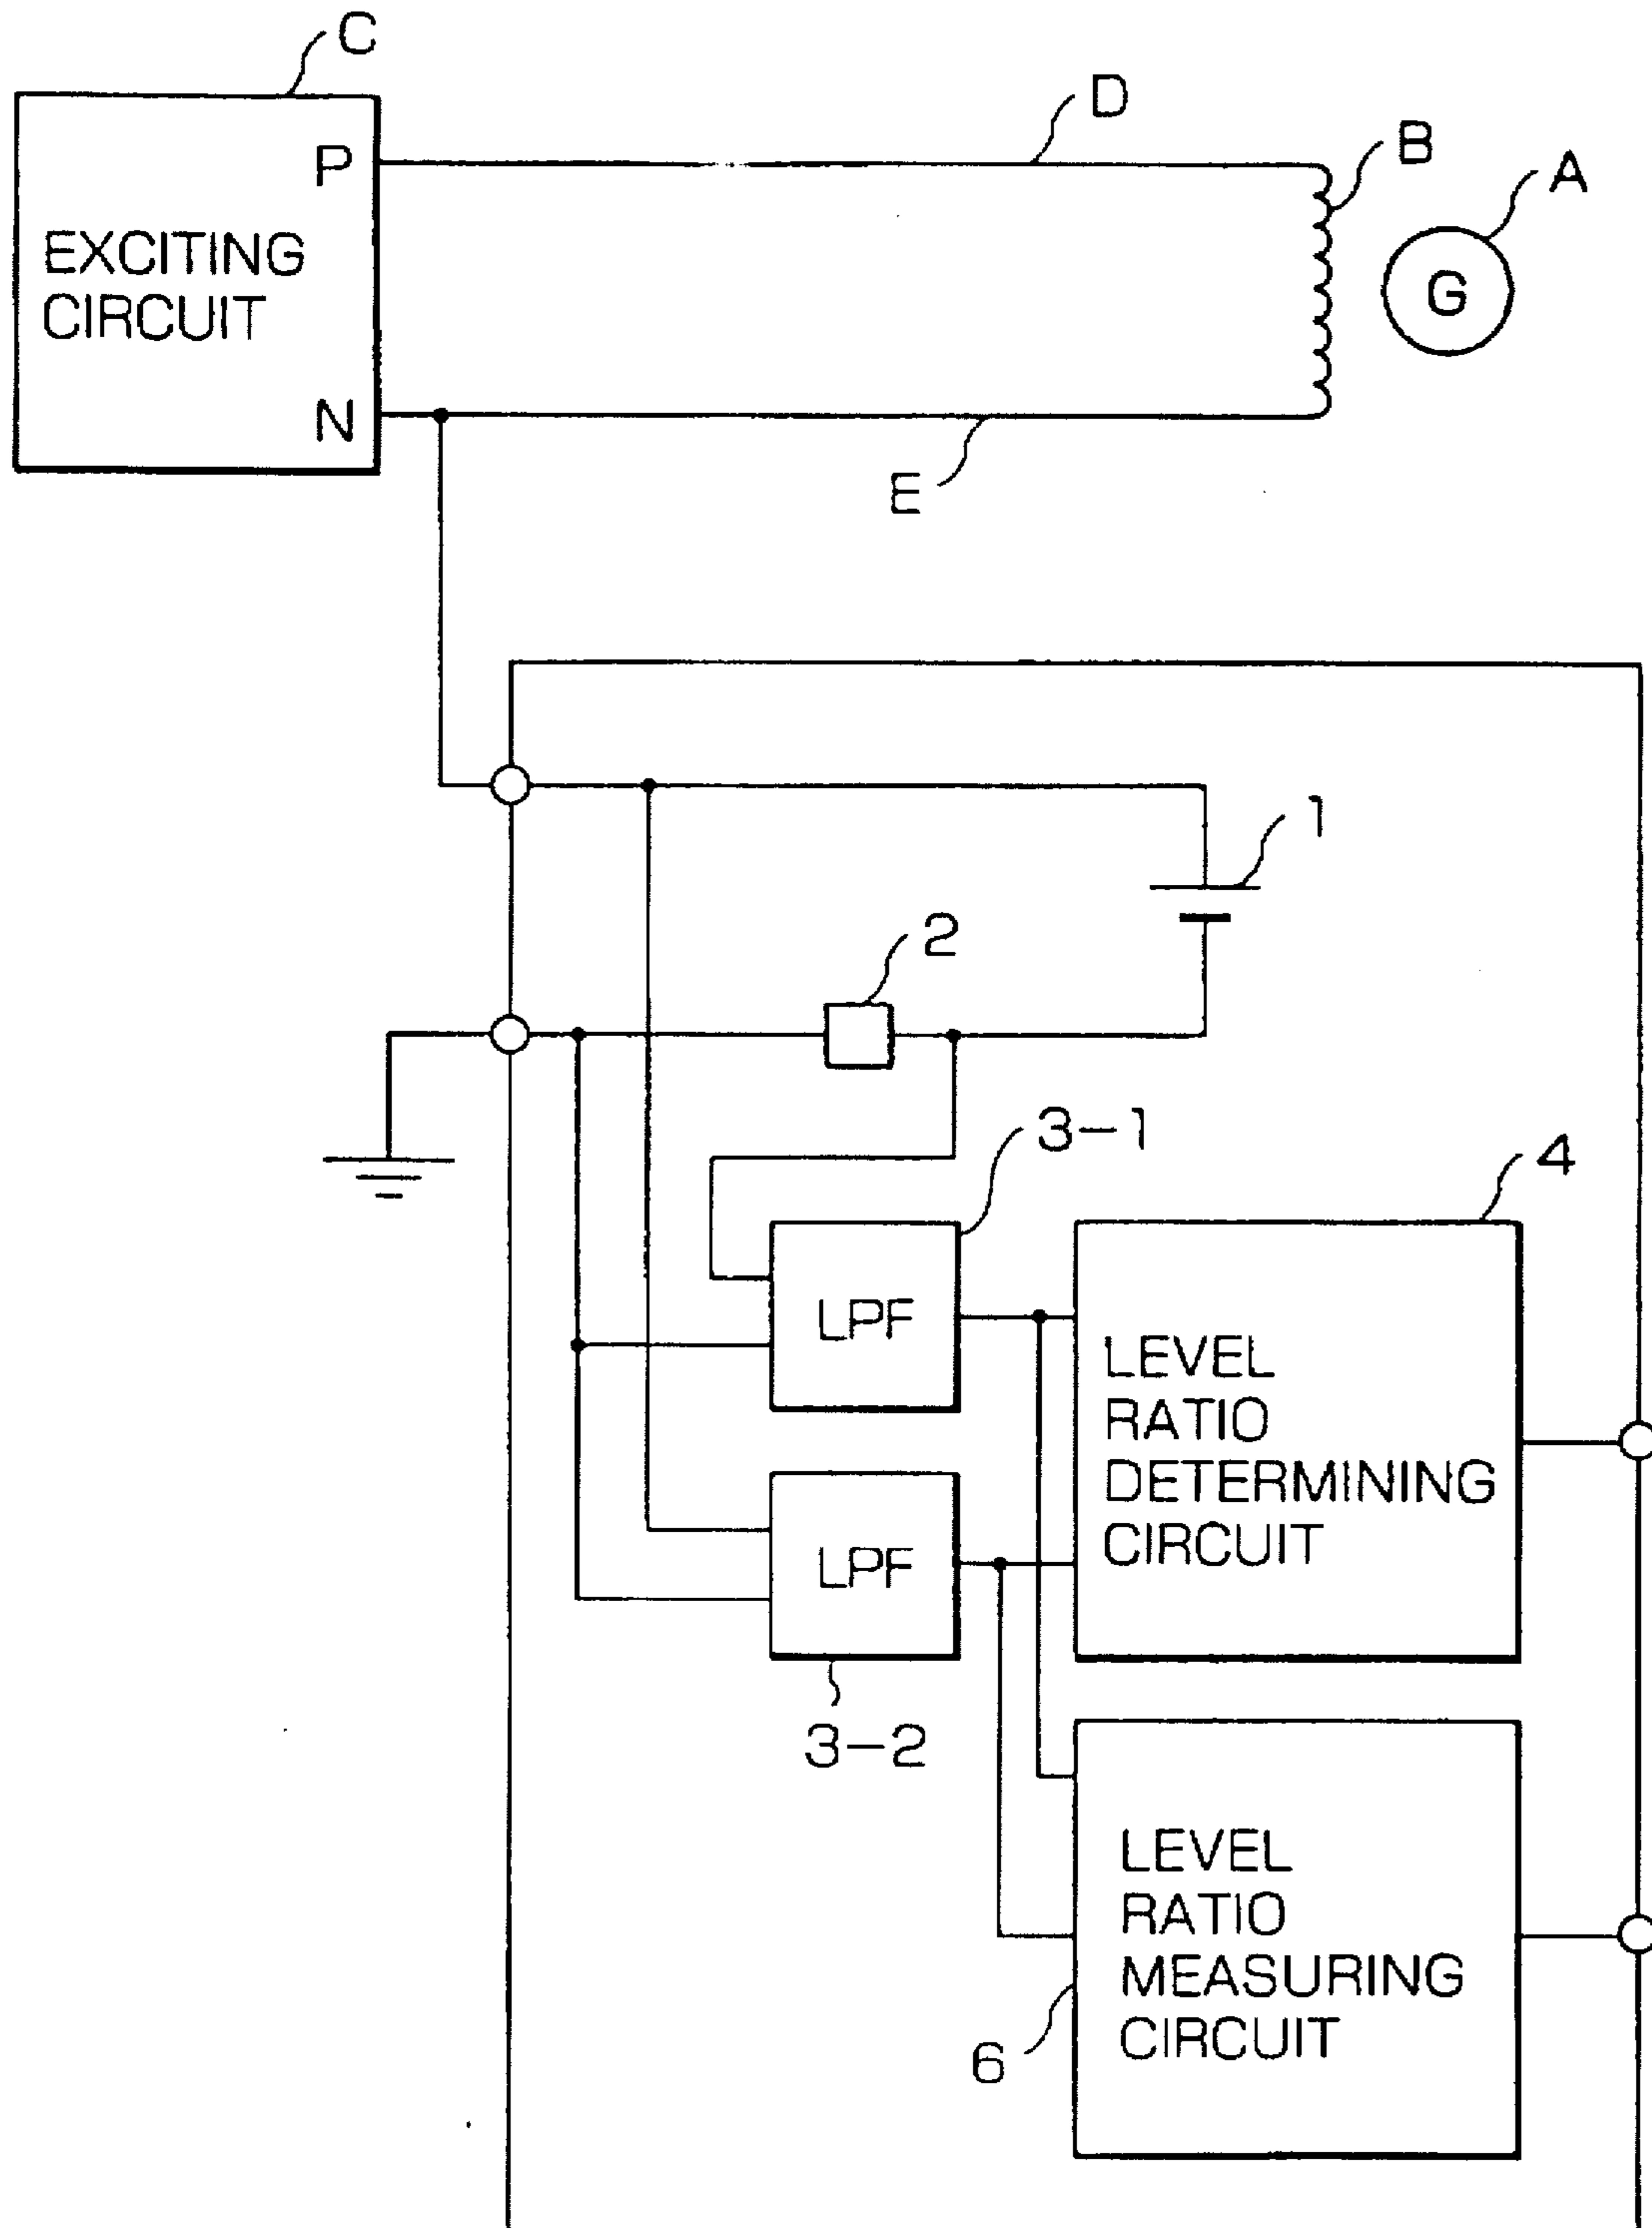 C
D
B
A
P
EXCITING
CIRCUIT
G
N
E
1
2
3-1
4
LPF
LEVEL
RATIO
DETERMINING
CIRCUIT
LPF
3-2
LEVEL
RATIO
MEASURING
CIRCUIT
6